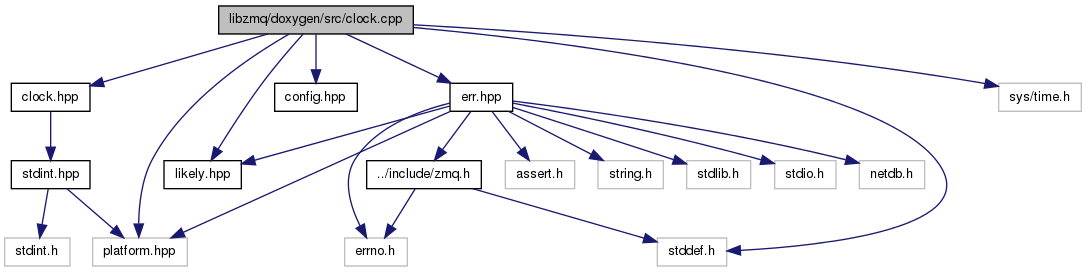 libzmq/doxygen/src/clock.cpp
clock.hpp
config.hpp
err.hpp
sys/time.h
stdint.hpp
likely.hpp
../include/zmq.h
assert.h
string.h
stdlib.h
stdio.h
netdb.h
stdint.h
platform.hpp
errno.h
stddef.h